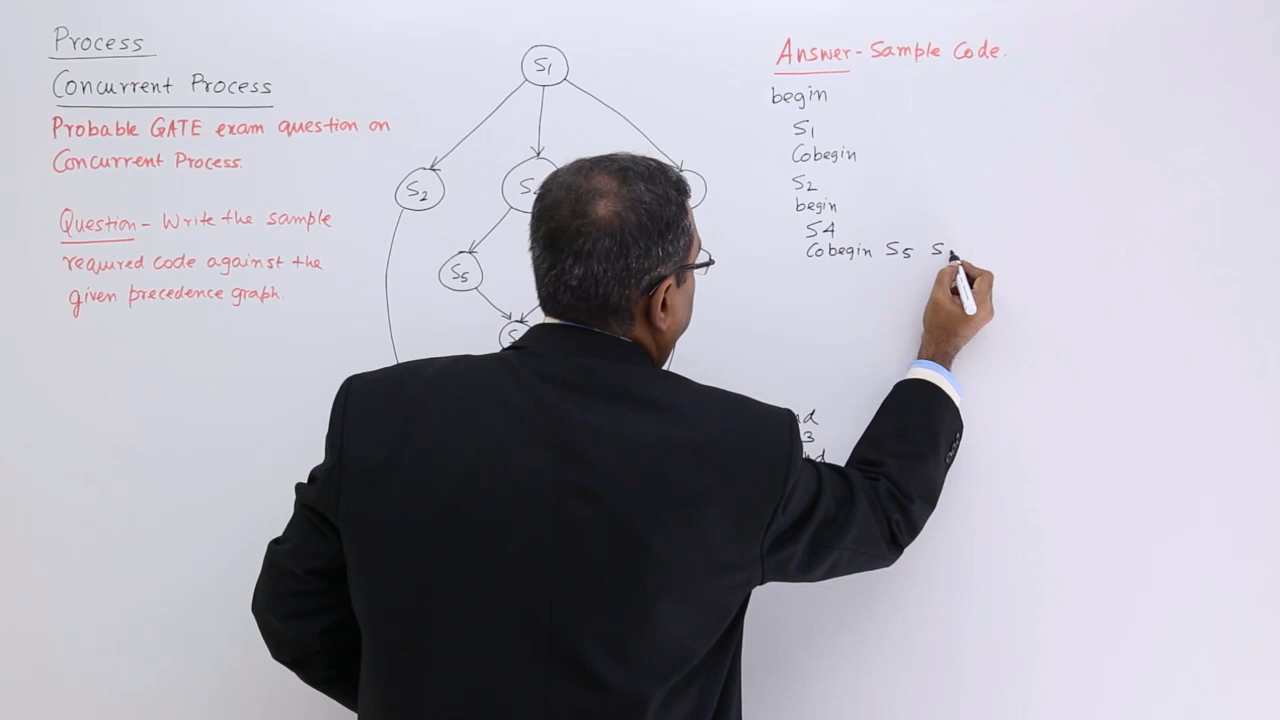 Process
Concurrent Process
Probable GATE exam question on
Concurrent Process.
Question - Write the sample
required code against the
given precedence graph.
S1
S2
S5
Answer - Sample Code.
begin
S1
Cobegin
S2
begin
S4
Cobegin S5 S
3